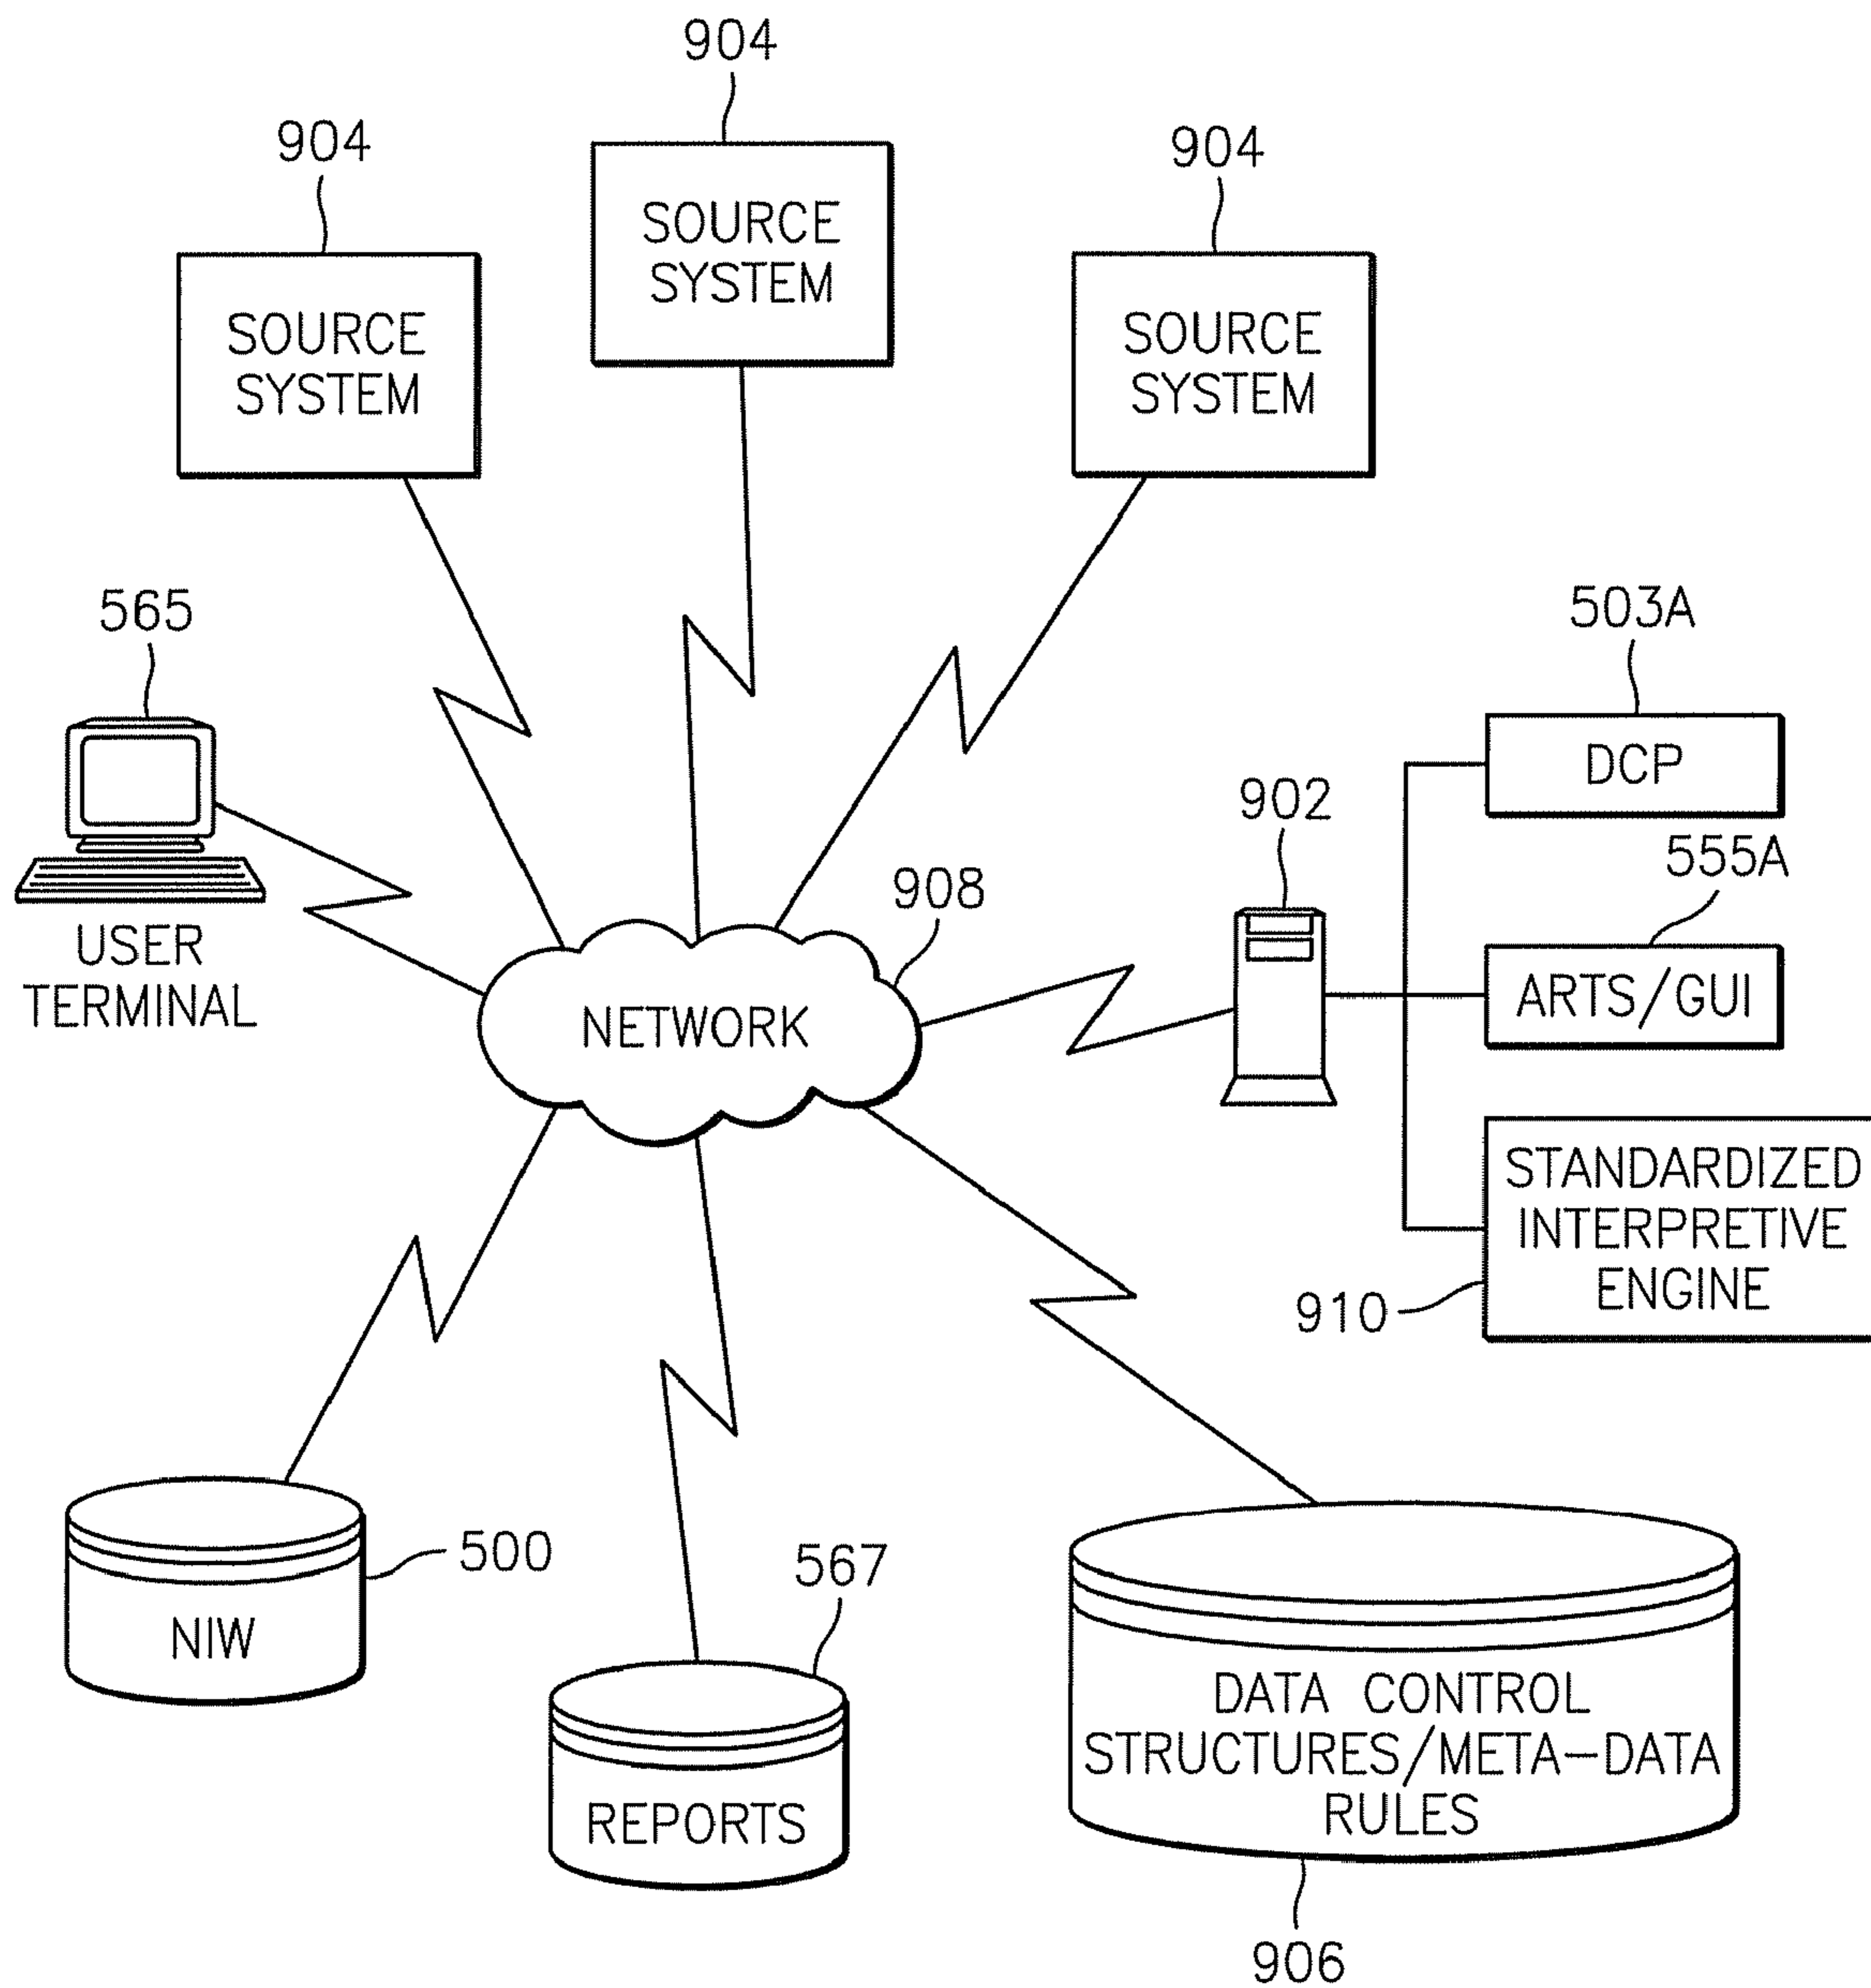 904
904
904
SOURCE
SYSTEM
SOURCE
SYSTEM
SOURCE
SYSTEM
565
USER
TERMINAL
503A
DCP
902
555A
ARTS/GUI
908
NETWORK
STANDARDIZED
INTERPRETIVE
ENGINE
910
500
NIW
567
REPORTS
DATA CONTROL
STRUCTURES/META-DATA
RULES
906